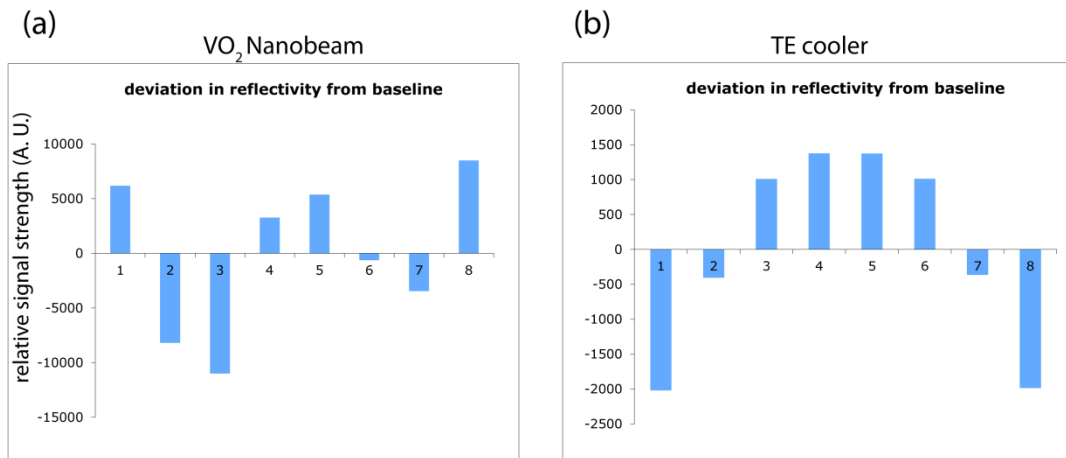 (a)
VO2 Nanobeam
deviation in reflectivity from baseline
relative signal strength (A. U.)
10000
5000
0
-5000
-10000
-15000
1 2 3 4 5 6 7 8
(b)
TE cooler
deviation in reflectivity from baseline
2000
1500
1000
500
0
-500
-1000
-1500
-2000
-2500
1 2 3 4 5 6 7 8